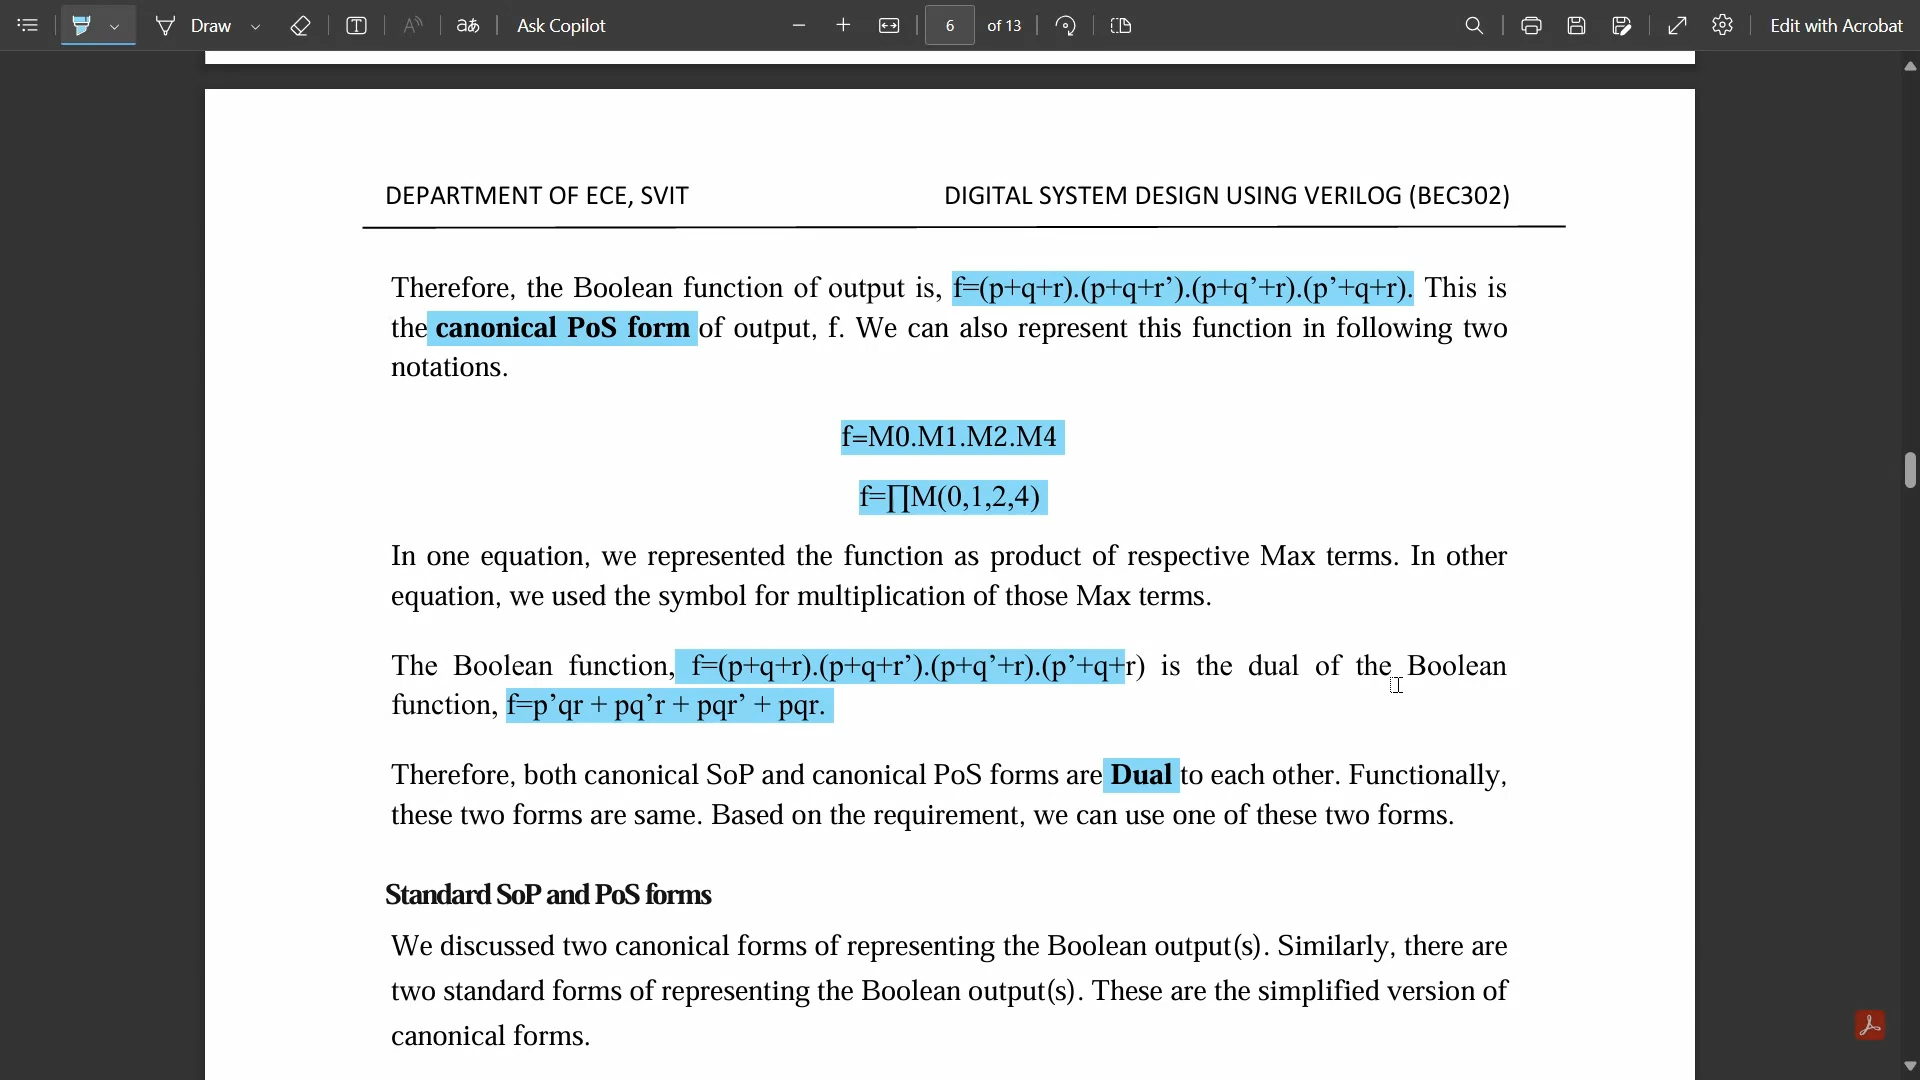 Draw
aあ
Ask Copilot
6 of 13
Edit with Acrobat
DEPARTMENT OF ECE, SVIT DIGITAL SYSTEM DESIGN USING VERILOG (BEC302)
Therefore, the Boolean function of output is, f=(p+q+r).(p+q+r’).(p+q’+r).(p’+q+r). This is
the canonical PoS form of output, f. We can also represent this function in following two
notations.
f=M0.M1.M2.M4
f=∏M(0,1,2,4)
In one equation, we represented the function as product of respective Max terms. In other
equation, we used the symbol for multiplication of those Max terms.
The Boolean function, f=(p+q+r).(p+q+r’).(p+q’+r).(p’+q+r) is the dual of the Boolean
function, f=p’qr + pq’r + pqr’ + pqr.
Therefore, both canonical SoP and canonical PoS forms are Dual to each other. Functionally,
these two forms are same. Based on the requirement, we can use one of these two forms.
Standard SoP and PoS forms
We discussed two canonical forms of representing the Boolean output(s). Similarly, there are
two standard forms of representing the Boolean output(s). These are the simplified version of
canonical forms.